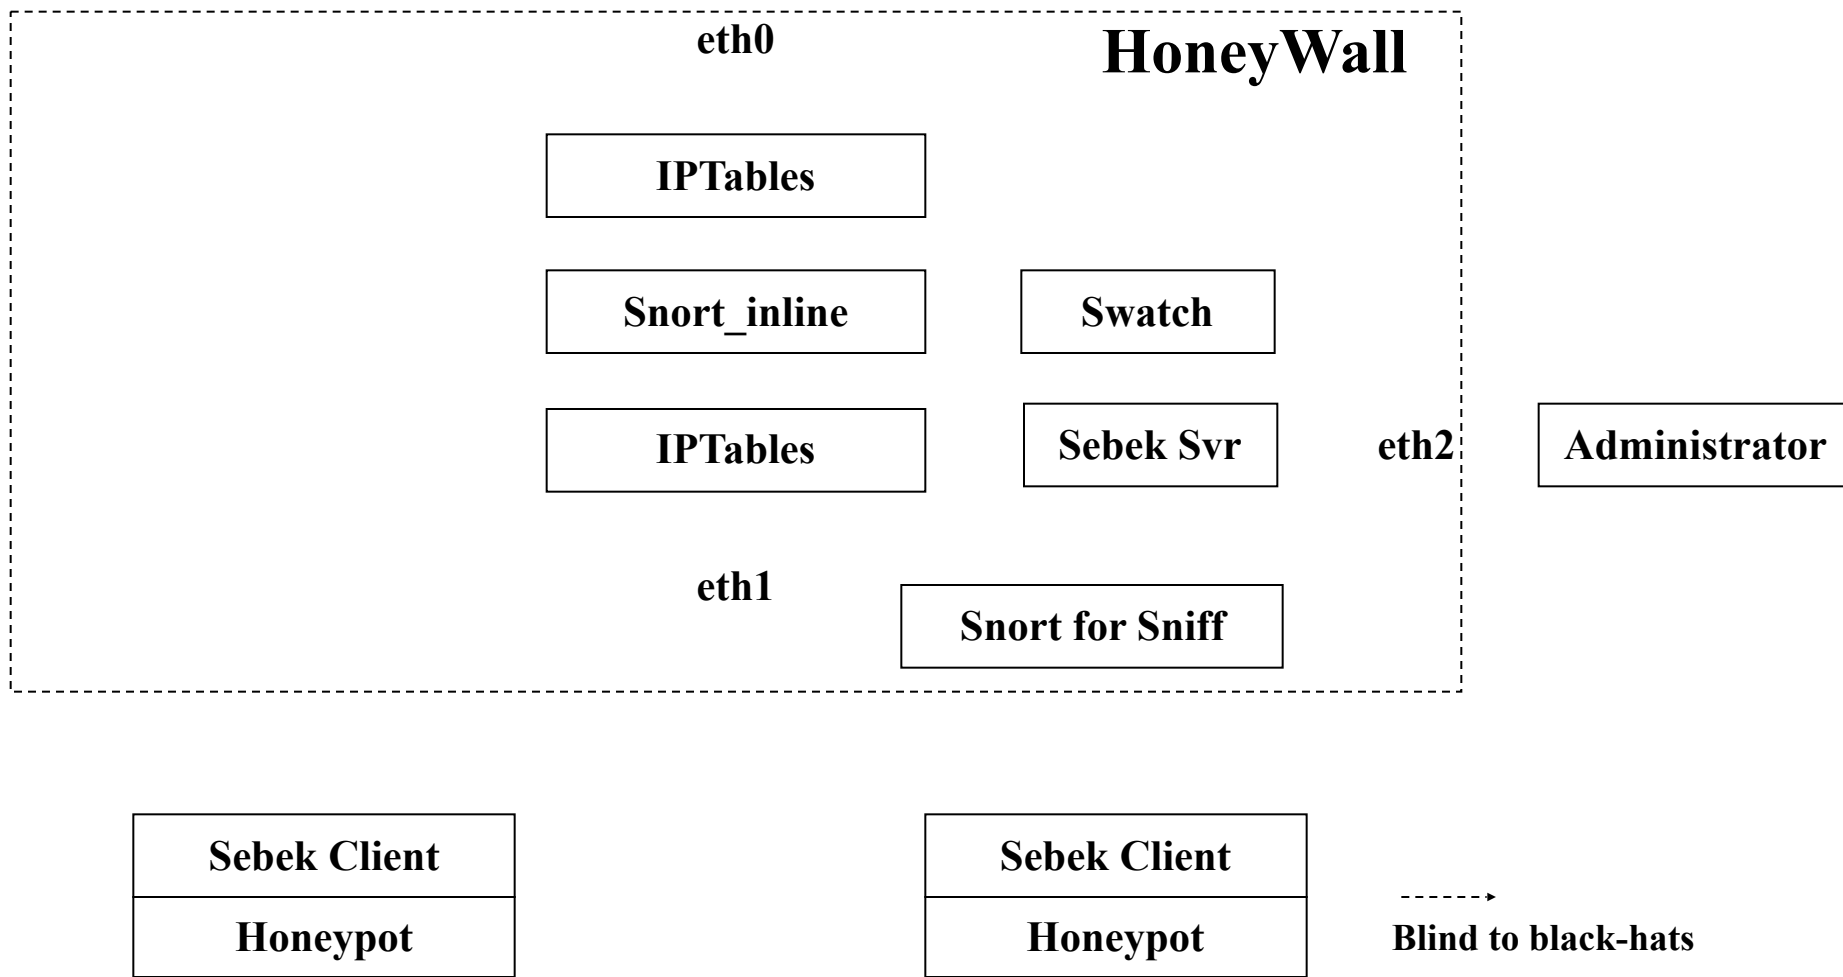 eth0
HoneyWall
IPTables
Snort_inline
Swatch
IPTables
Sebek Svr
eth2
Administrator
eth1
Snort for Sniff
Sebek Client
Sebek Client
Honeypot
Honeypot
Blind to black-hats